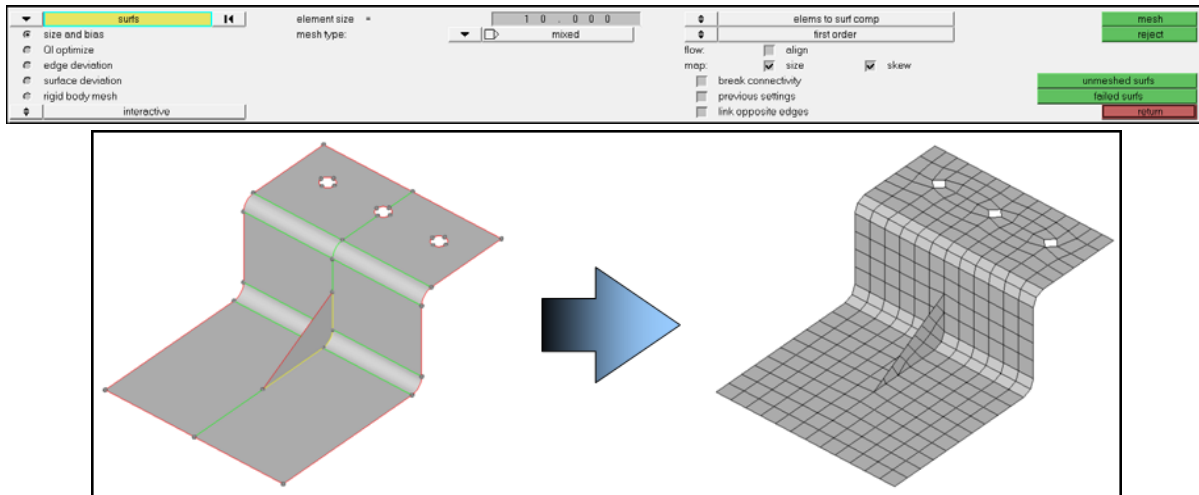 surfs element size = 10.000 elems to surf comp mesh
size and bias mesh type: mixed first order reject
QI optimize flow: align
edge deviation map: size skew
surface deviation break connectivity unmeshed surfs
rigid body mesh previous settings failed surfs
interactive link opposite edges return